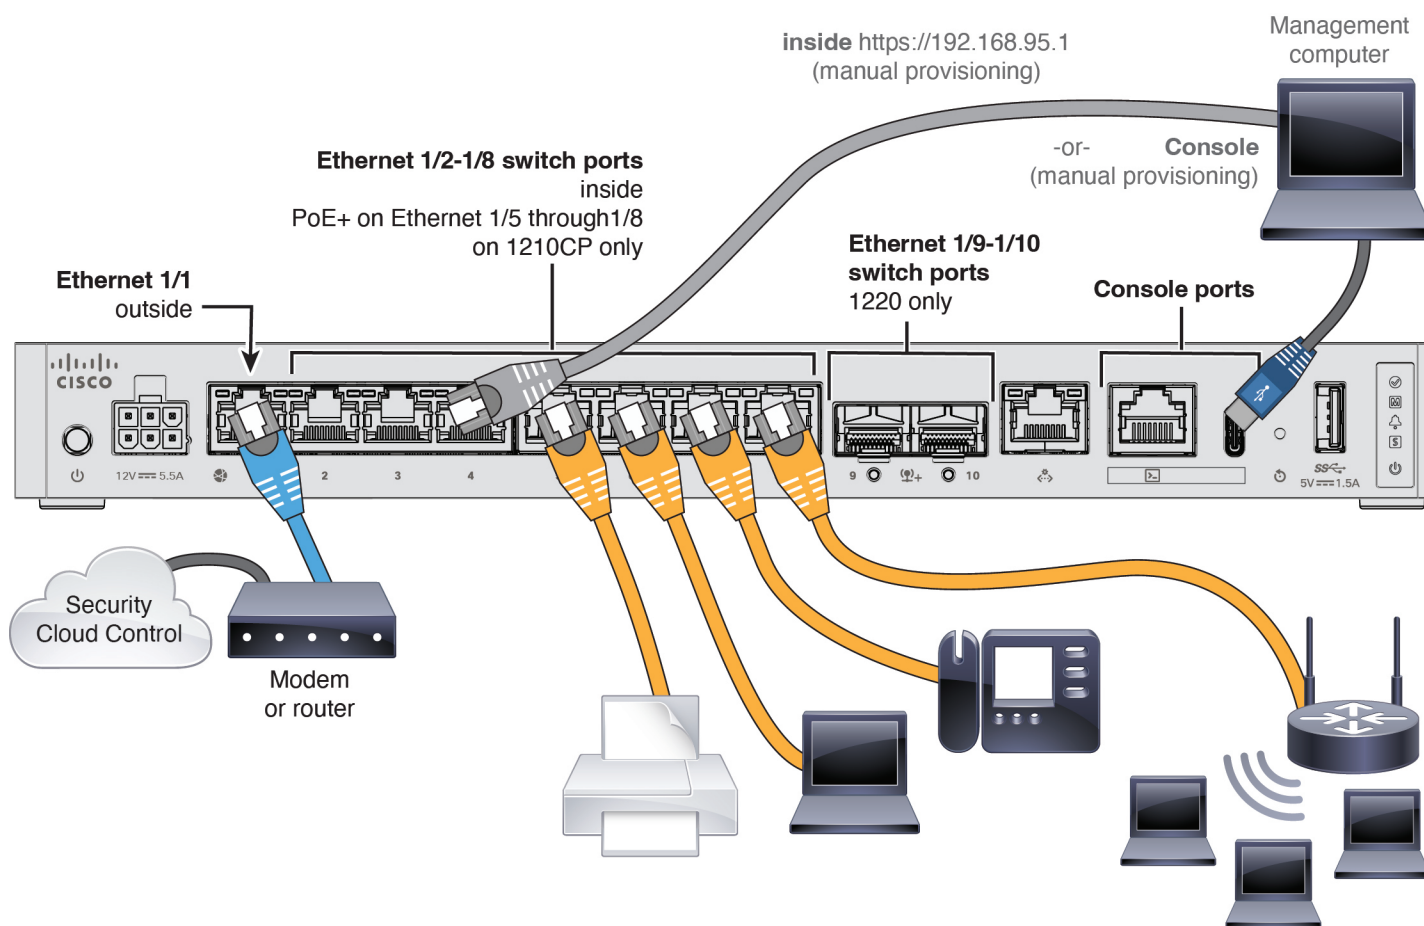 inside https://192.168.95.1
(manual provisioning)
Management
computer
-or- Console
(manual provisioning)
Ethernet 1/2-1/8 switch ports
inside
PoE+ on Ethernet 1/5 through1/8
on 1210CP only
Ethernet 1/9-1/10
switch ports
1220 only
Ethernet 1/1
outside
Console ports
CISCO
12V 5.5A
2
3
4
9
+
10
>_
SS
5V 1.5A
S
Security
Cloud Control
Modem
or router